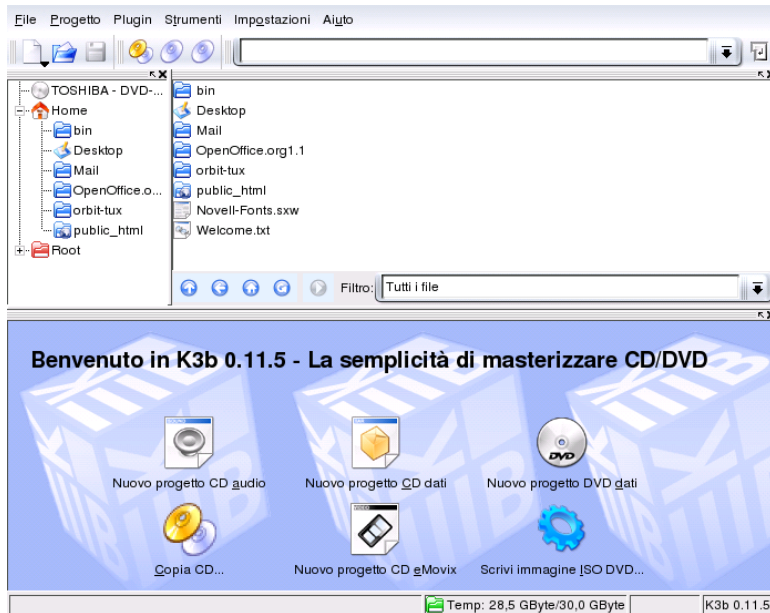 File Progetto Plugin Strumenti Impostazioni Aiuto
TOSHIBA - DVD-...
Home
bin
Desktop
Mail
OpenOffice.o...
orbit-tux
public_html
Root
bin
Desktop
Mail
OpenOffice.org1.1
orbit-tux
public_html
Novell-Fonts.sxw
Welcome.txt
Filtro: Tutti i file
Benvenuto in K3b 0.11.5 - La semplicità di masterizzare CD/DVD
Nuovo progetto CD audio
Nuovo progetto CD dati
DVD
Nuovo progetto DVD dati
Copia CD...
VIDEO
Nuovo progetto CD eMovix
Scrivi immagine ISO DVD...
Temp: 28,5 GByte/30,0 GByte
K3b 0.11.5